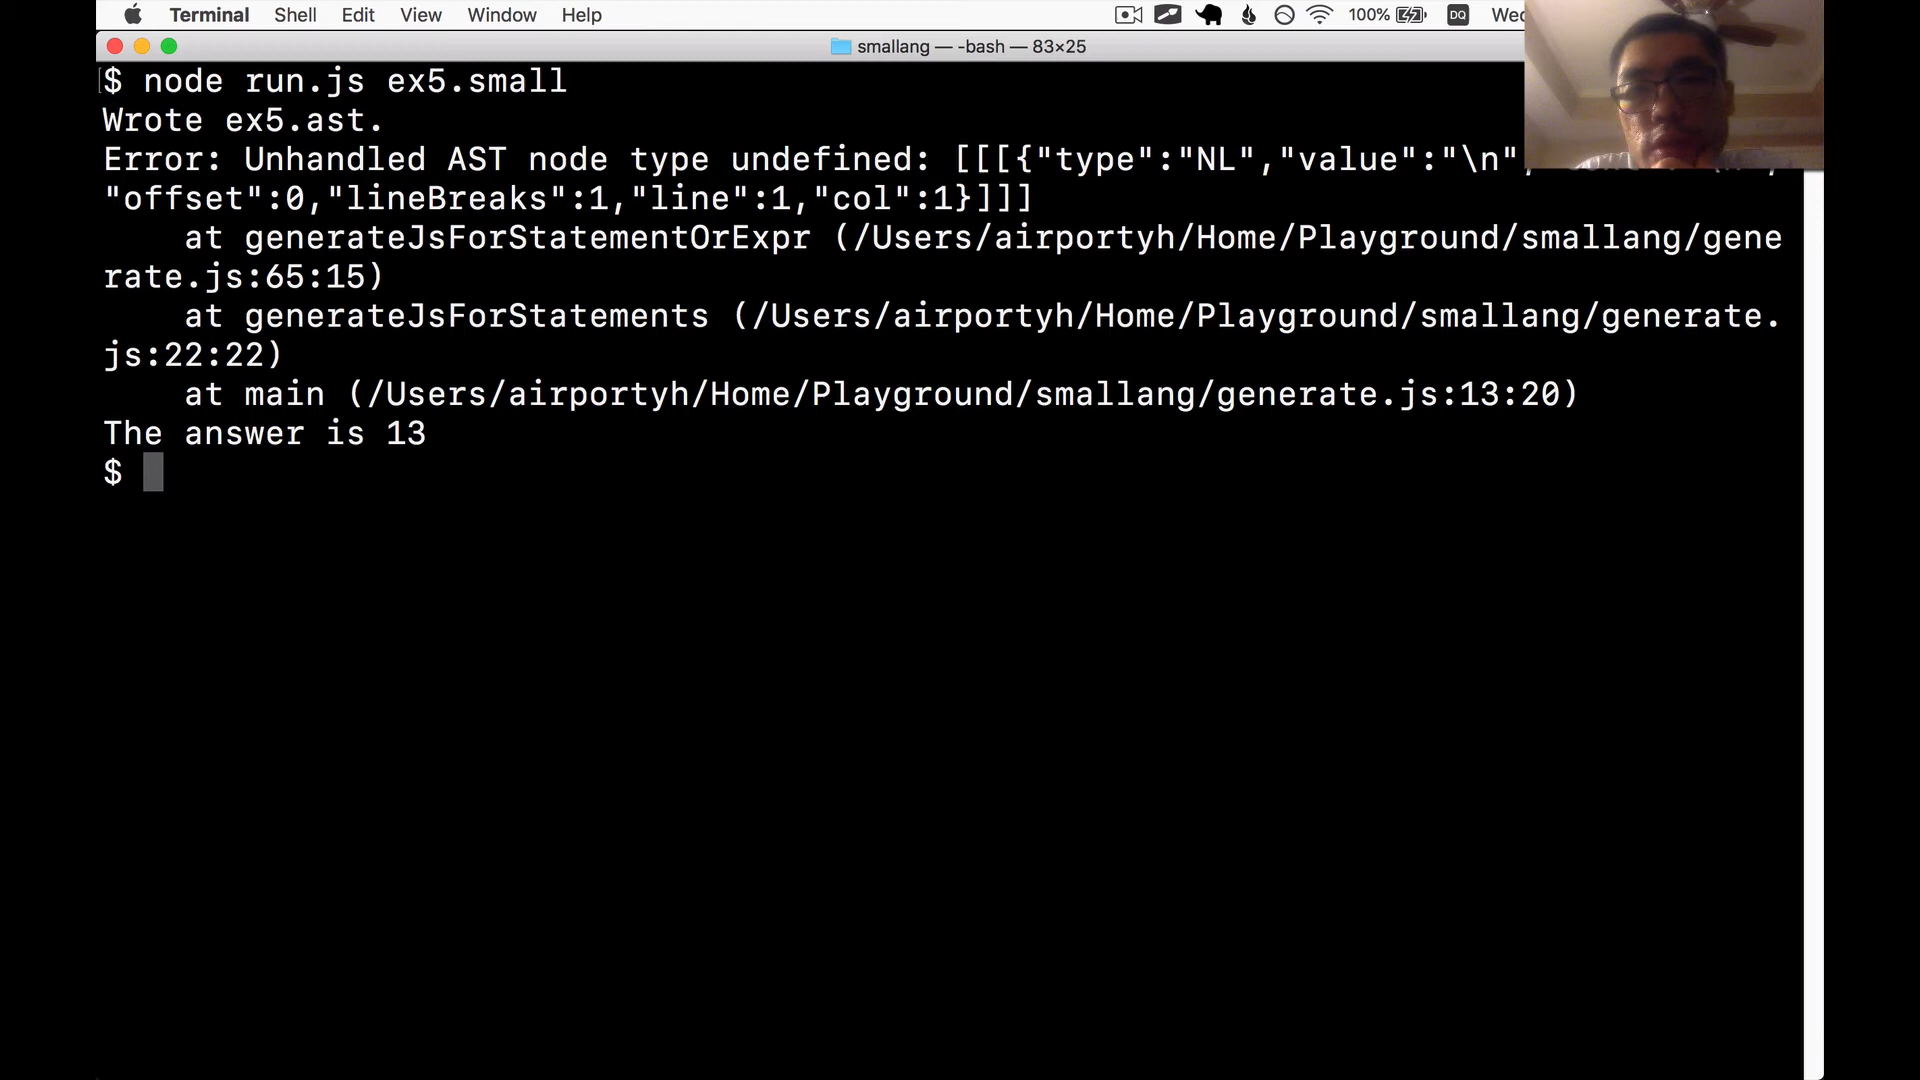 Terminal Shell Edit View Window Help 100% DQ Wed
smallang — -bash — 83×25
$ node run.js ex5.small
Wrote ex5.ast.
Error: Unhandled AST node type undefined: [[[{"type":"NL","value":"\n",
"offset":0,"lineBreaks":1,"line":1,"col":1}]]]
    at generateJsForStatementOrExpr (/Users/airportyh/Home/Playground/smallang/gene
rate.js:65:15)
    at generateJsForStatements (/Users/airportyh/Home/Playground/smallang/generate.
js:22:22)
    at main (/Users/airportyh/Home/Playground/smallang/generate.js:13:20)
The answer is 13
$